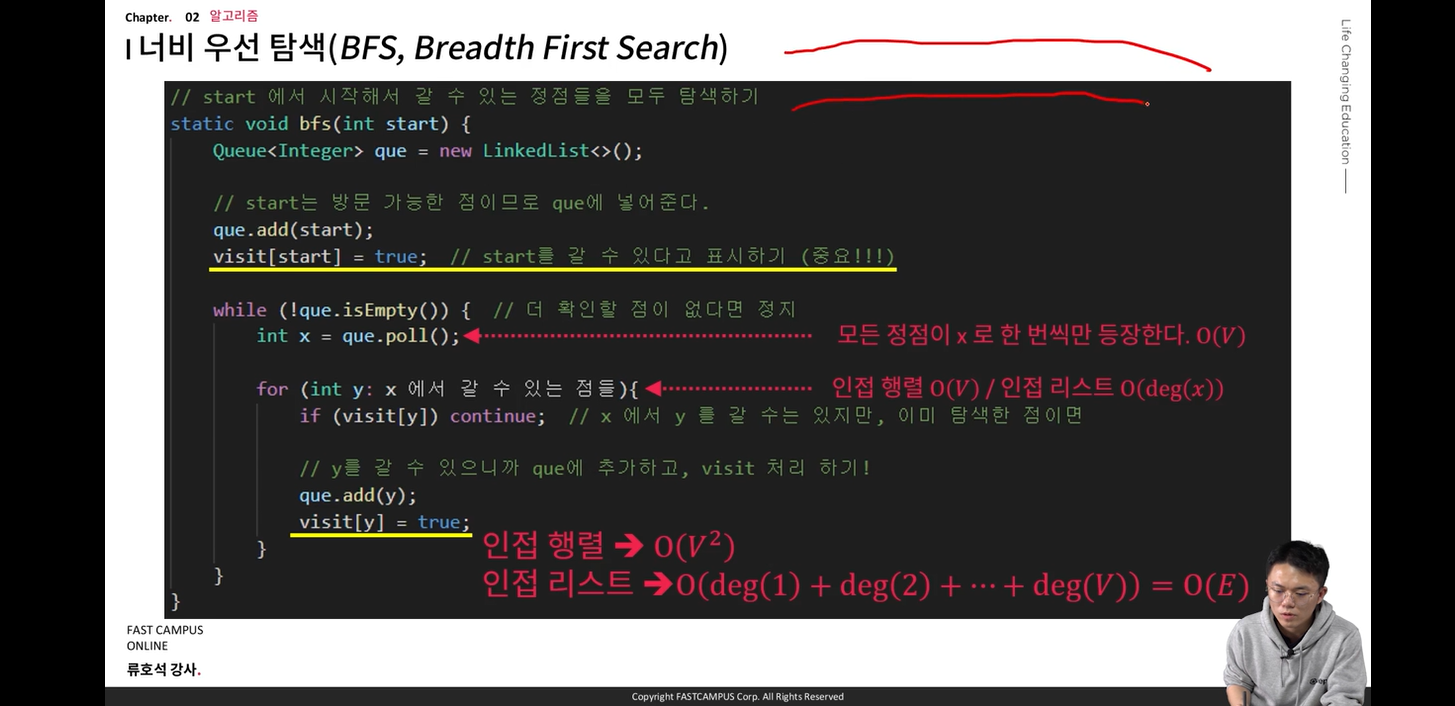 Chapter. 02 알고리즘
너비 우선 탐색(BFS, Breadth First Search)
Life Changing Education
// start 에서 시작해서 갈 수 있는 정점들을 모두 탐색하기
static void bfs(int start) {
Queue<Integer> que = new LinkedList<>();
// start는 방문 가능한 점이므로 que에 넣어준다.
que.add(start);
visit[start] = true; // start를 갈 수 있다고 표시하기 (중요!!!)
while (!que.isEmpty()) { // 더 확인할 점이 없다면 정지
int x = que.poll(); 모든 정점이 x 로 한 번씩만 등장한다. O(V)
for (int y: x 에서 갈 수 있는 점들){ 인접 행렬 O(V) / 인접 리스트 O(deg(x))
if (visit[y]) continue; // x 에서 y 를 갈 수는 있지만, 이미 탐색한 점이면
// y를 갈 수 있으니까 que에 추가하고, visit 처리 하기!
que.add(y);
visit[y] = true;
인접 행렬 ➔ O(V²)
}
인접 리스트 ➔O(deg(1) + deg(2) + ⋯ + deg(V)) = O(E)
}
}
FAST CAMPUS
ONLINE
류호석 강사.
Copyright FASTCAMPUS Corp. All Rights Reserved